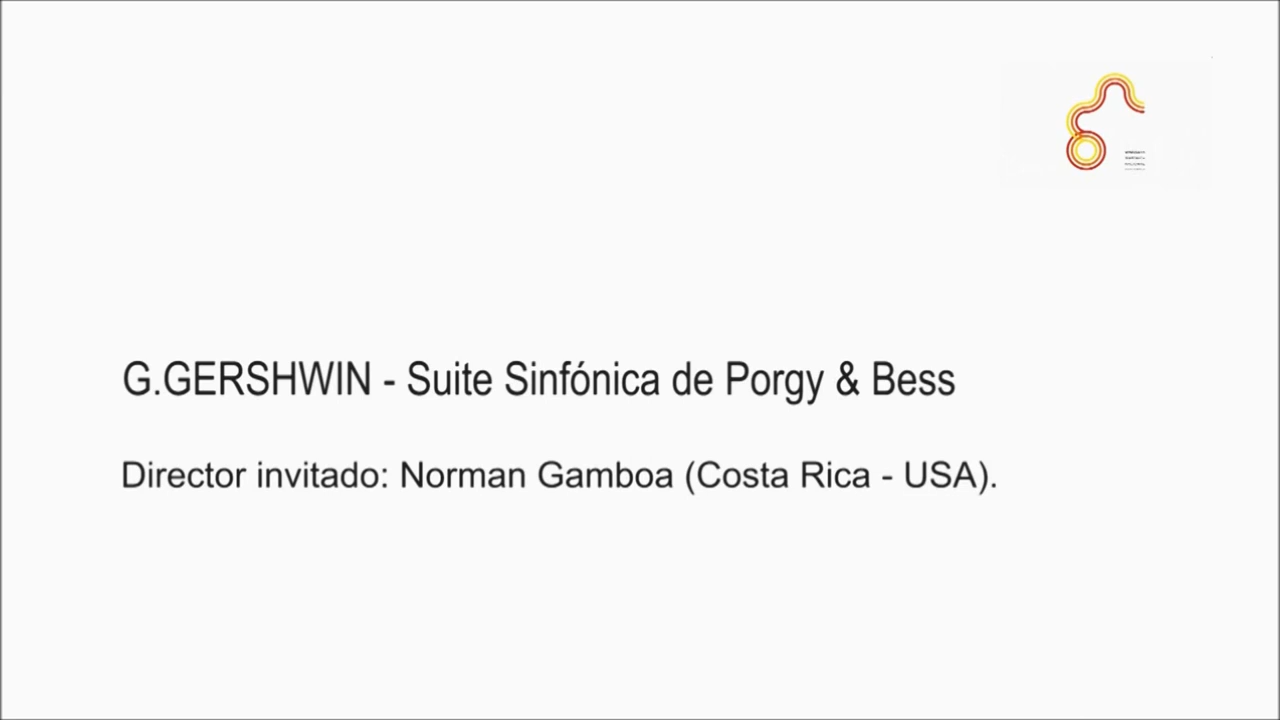 G.GERSHWIN - Suite Sinfónica de Porgy & Bess
Director invitado: Norman Gamboa (Costa Rica - USA).